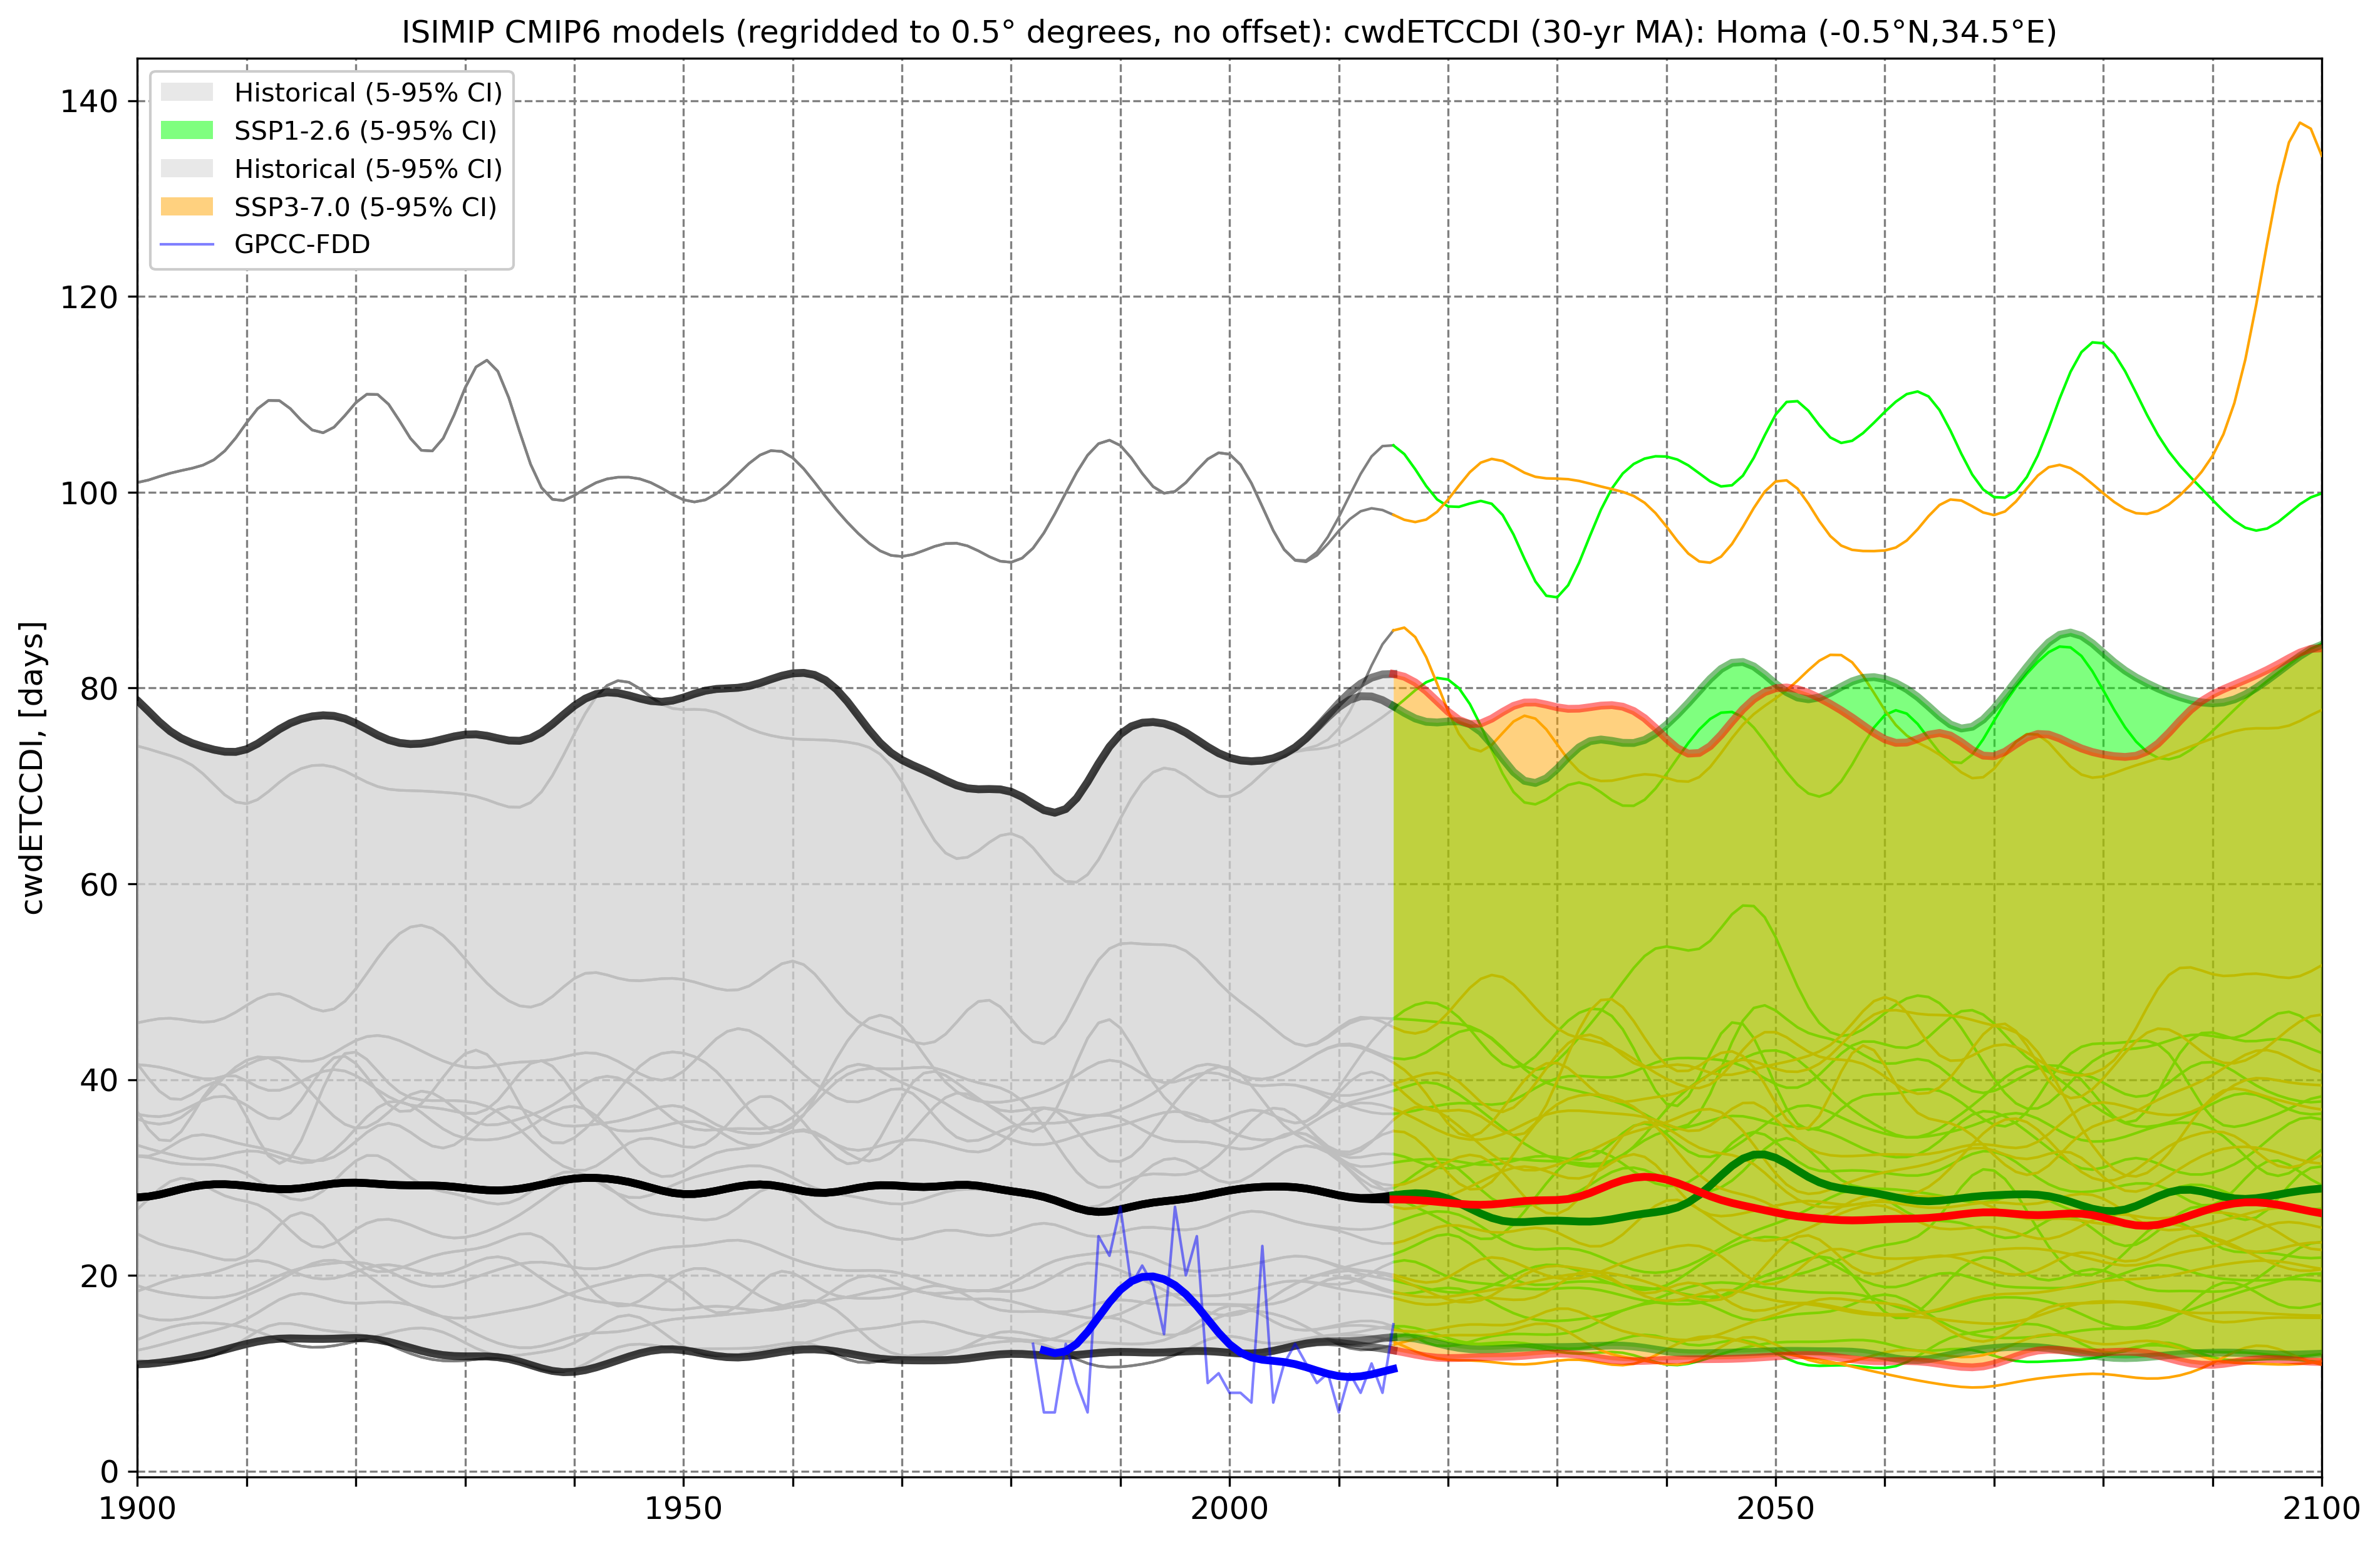 ISIMIP CMIP6 models (regridded to 0.5° degrees, no offset): cwdETCCDI (30-yr MA): Homa (-0.5°N,34.5°E)
Historical (5-95% CI)
SSP1-2.6 (5-95% CI)
Historical (5-95% CI)
SSP3-7.0 (5-95% CI)
GPCC-FDD
cwdETCCDI, [days]
140
120
100
80
60
40
20
0
1900 1950 2000 2050 2100